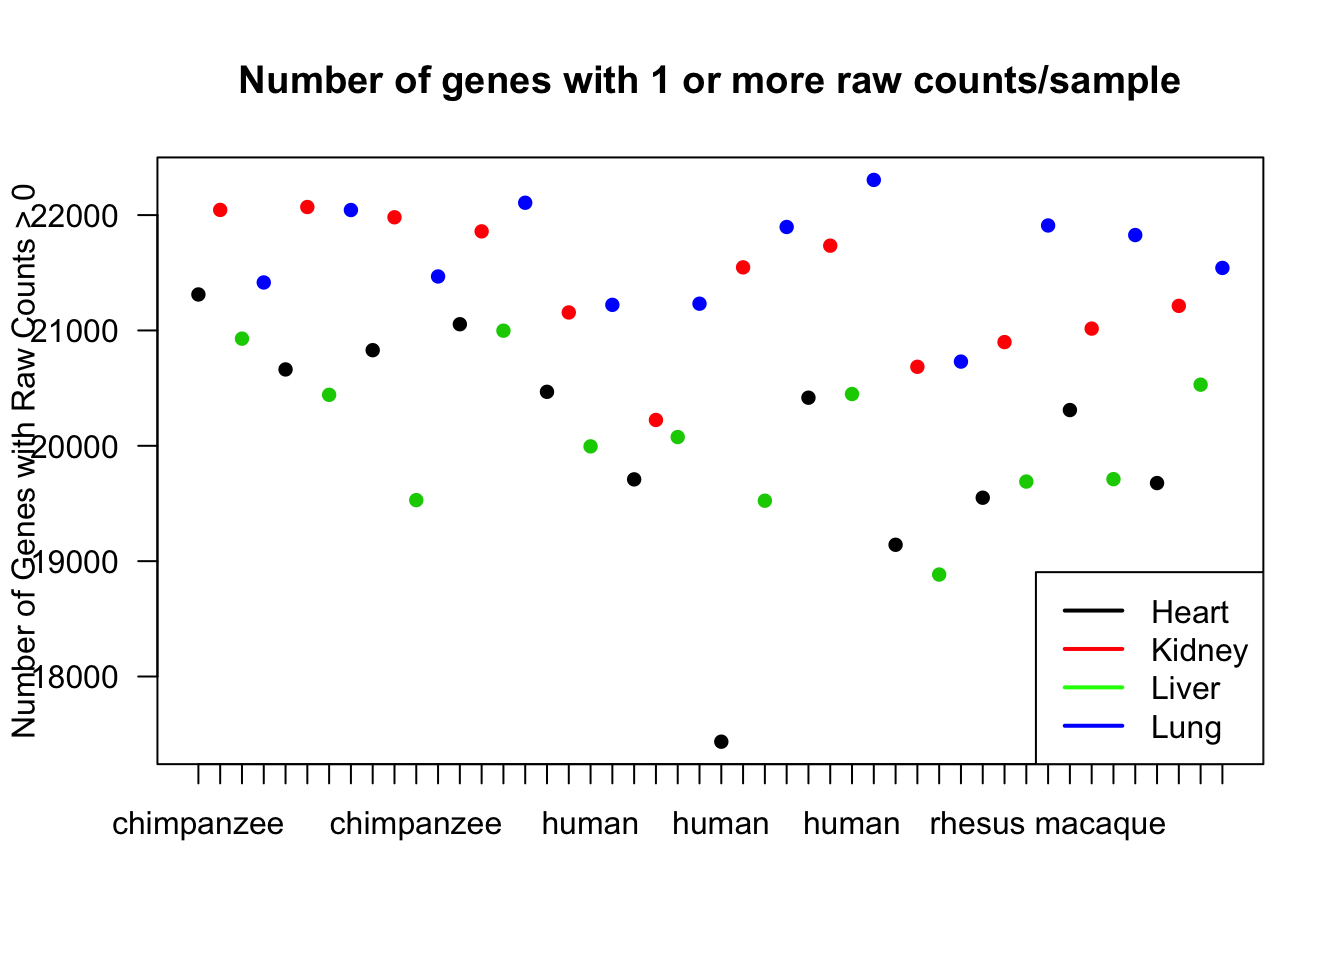 Number of genes with 1 or more raw counts/sample
Number of Genes with Raw Counts > 0
22000
21000
20000
19000
18000
Heart
Kidney
Liver
Lung
chimpanzee chimpanzee human human human rhesus macaque